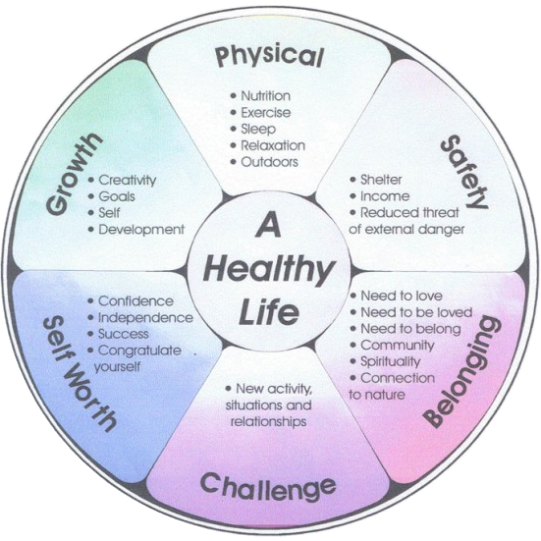 Physical
• Nutrition
• Exercise
• Sleep
• Relaxation
• Outdoors
Safety
• Shelter
• Income
• Reduced threat
of external danger
Belonging
• Need to love
• Need to be loved
• Need to belong
• Community
• Spirituality
• Connection
to nature
Challenge
• New activity,
situations and
relationships
Self Worth
• Confidence
• Independence
• Success
• Congratulate
yourself
Growth
• Creativity
• Goals
• Self
• Development
A
Healthy
Life